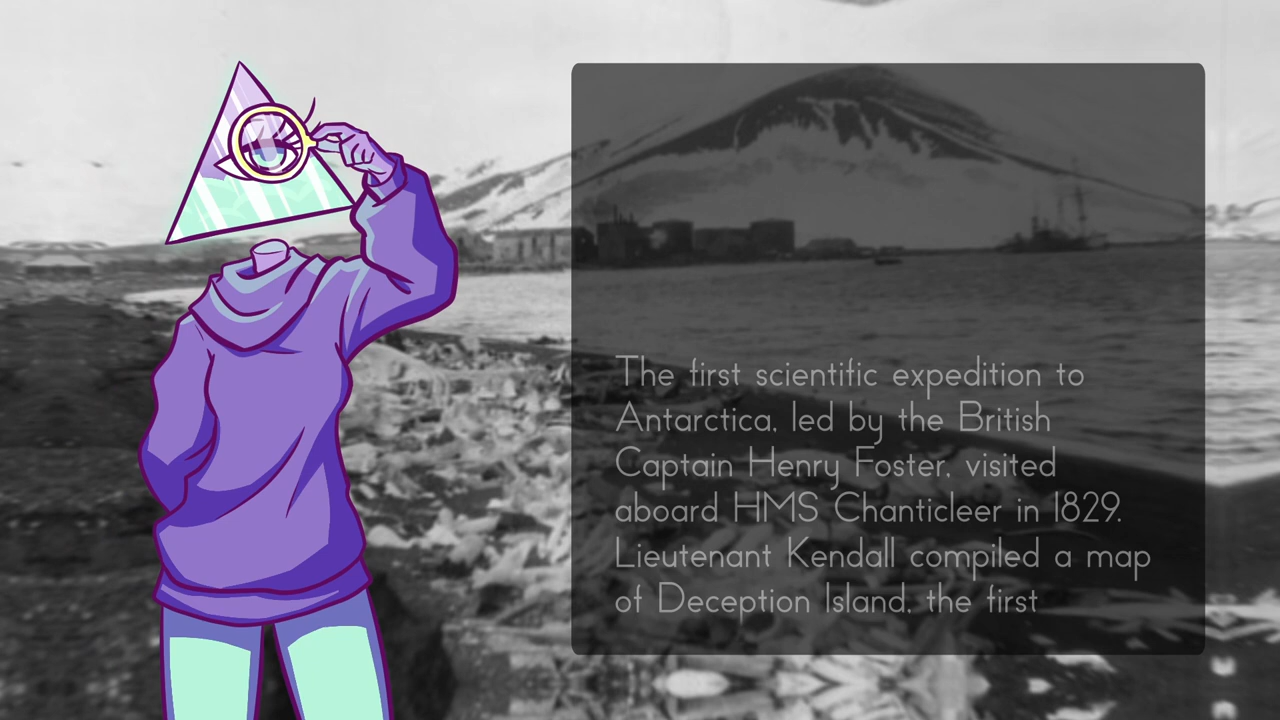 The first scientific expedition to
Antarctica, led by the British
Captain Henry Foster, visited
aboard HMS Chanticleer in 1829.
Lieutenant Kendall compiled a map
of Deception Island, the first